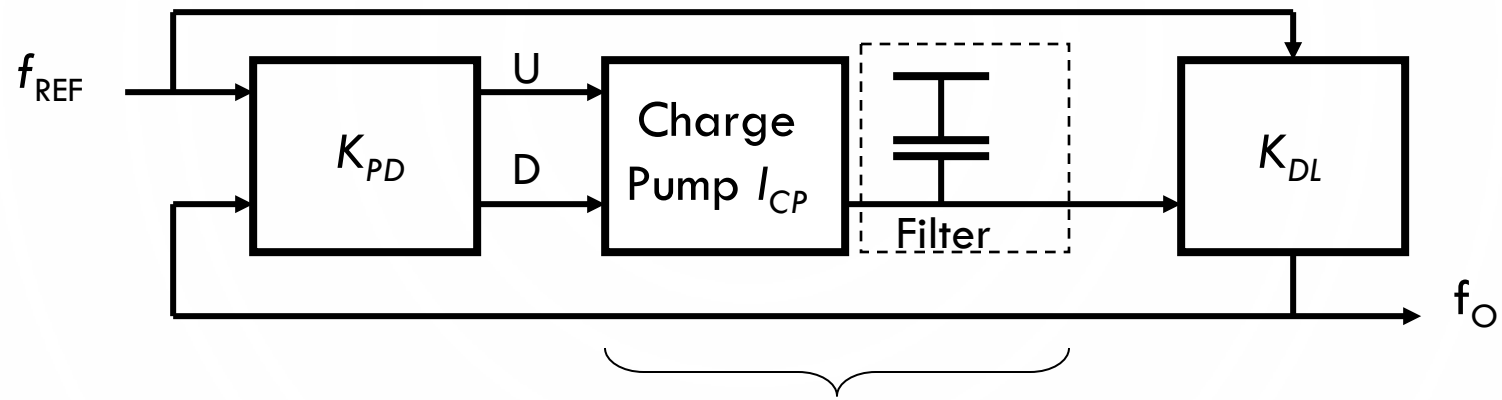 f_REF
U
D
K_PD
Charge
Pump I_CP
Filter
K_DL
f_O